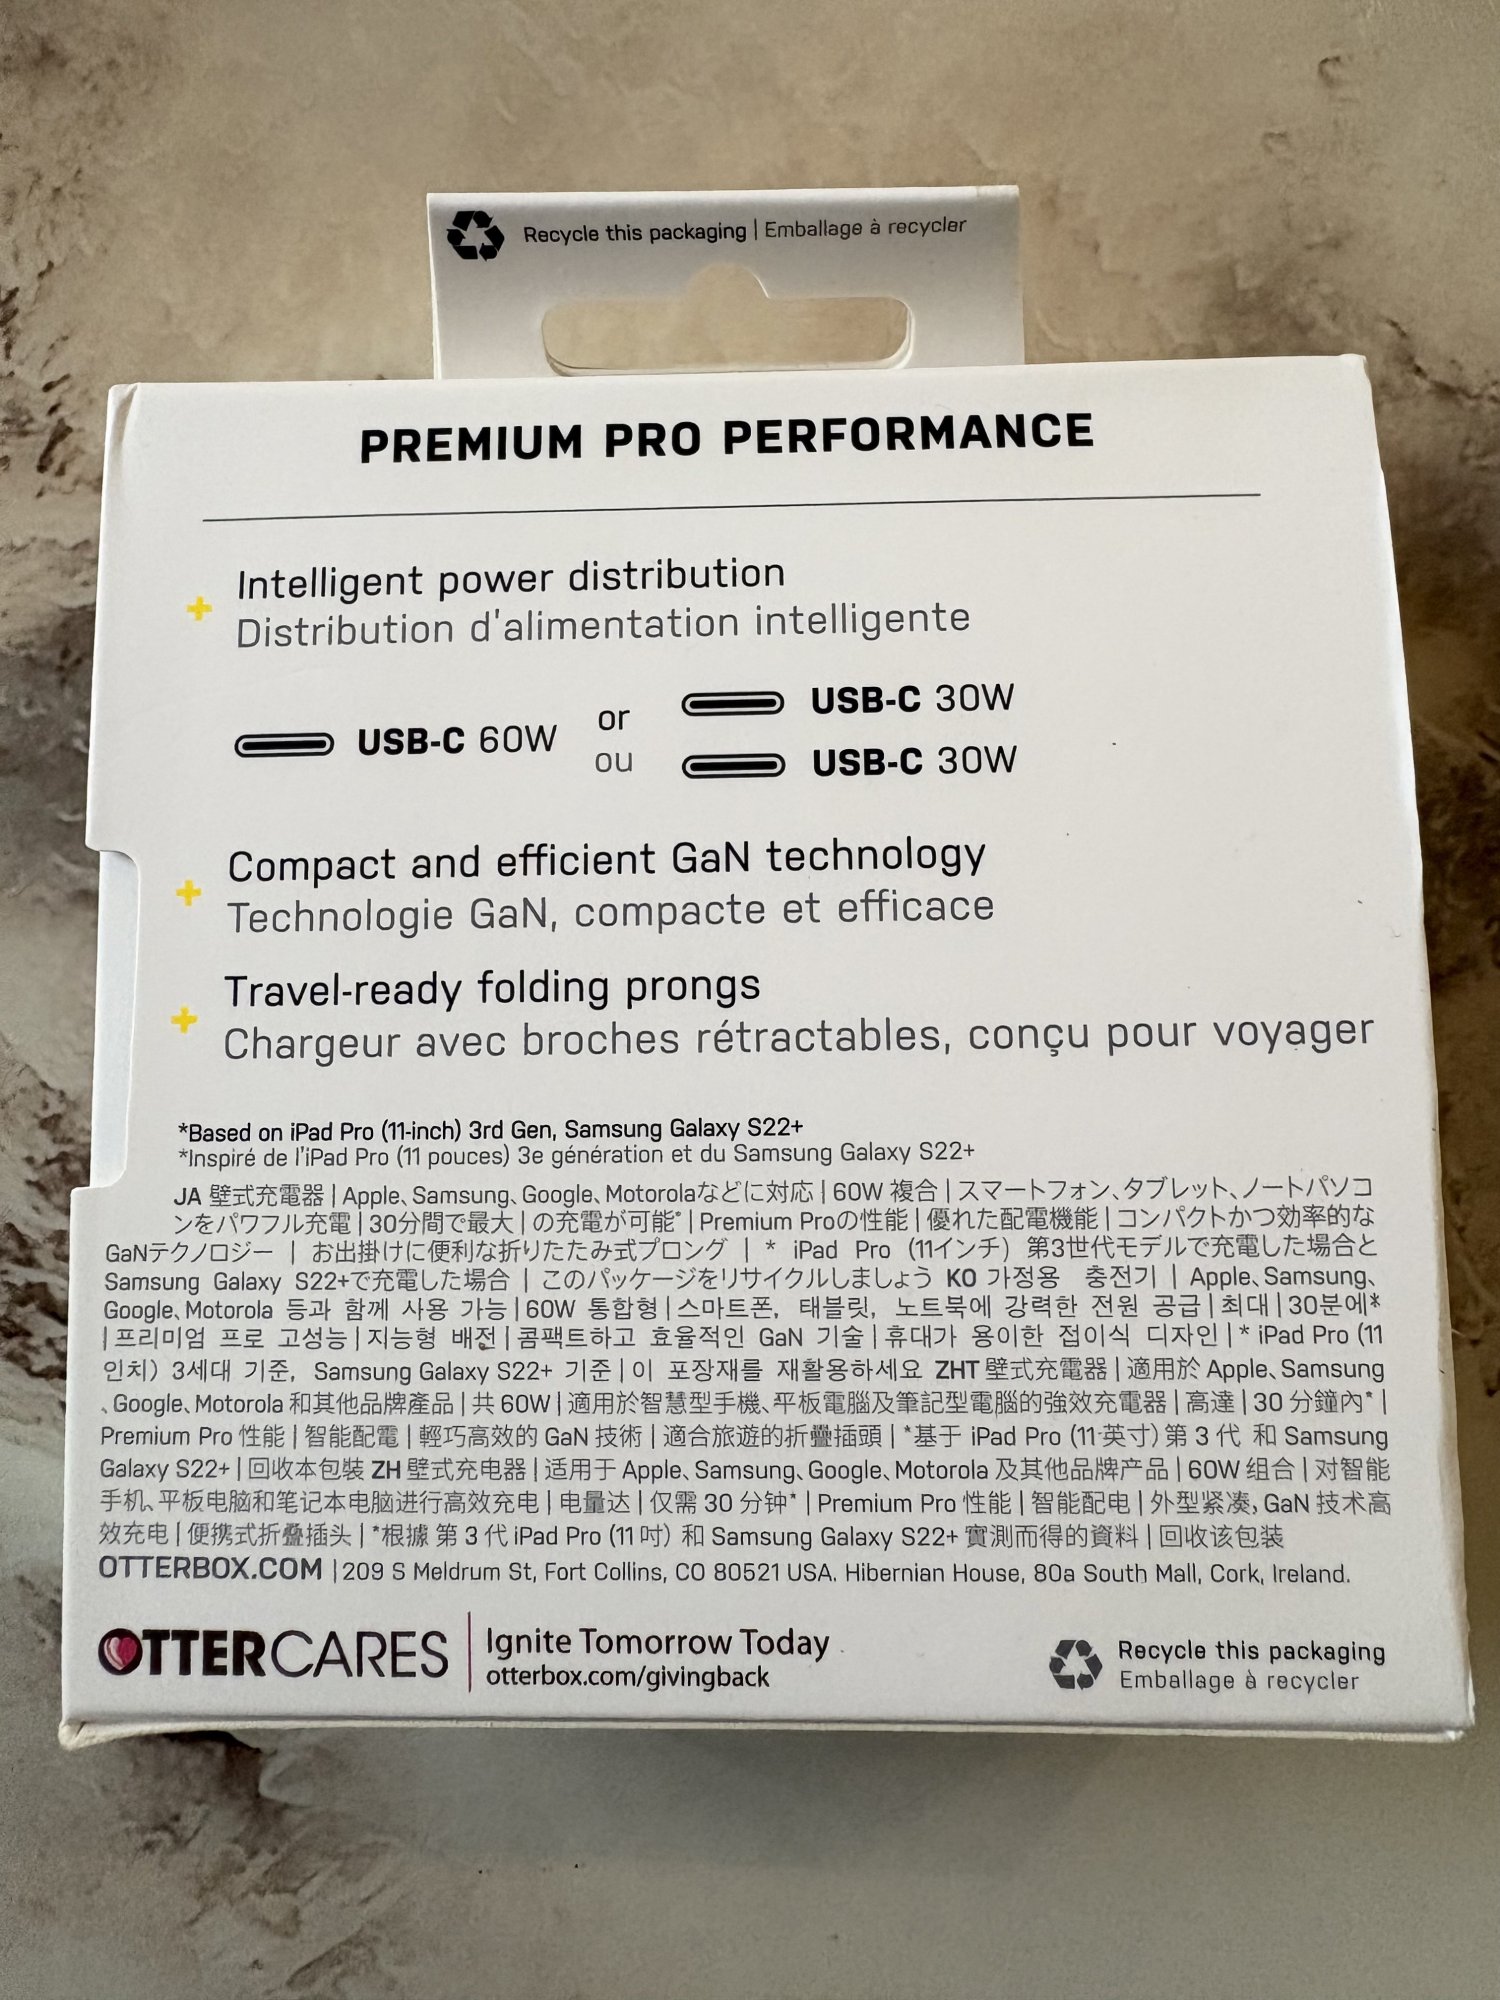 Recycle this packaging | Emballage à recycler
PREMIUM PRO PERFORMANCE
+ Intelligent power distribution
Distribution d'alimentation intelligente
USB-C 60W
or
ou
USB-C 30W
USB-C 30W
+ Compact and efficient GaN technology
Technologie GaN, compacte et efficace
+ Travel-ready folding prongs
Chargeur avec broches rétractables, conçu pour voyager
*Based on iPad Pro (11-inch) 3rd Gen, Samsung Galaxy S22+
*Inspiré de l'iPad Pro (11 pouces) 3e génération et du Samsung Galaxy S22+
JA 壁式充電器 | Apple、Samsung、Google、Motorolaなどに対応 | 60W 複合 | スマートフォン、タブレット、ノートパソコ
ンをパワフル充電 | 30分間で最大 | の充電が可能* | Premium Proの性能 | 優れた配電機能 | コンパクトかつ効率的な
GaNテクノロジー | お出掛けに便利な折りたたみ式プロング | * iPad Pro (11インチ) 第3世代モデルで充電した場合と
Samsung Galaxy S22+で充電した場合 | このパッケージをリサイクルしましょう KO 가정용 충전기 | Apple、Samsung、
Google、Motorola 등과 함께 사용 가능 | 60W 통합형 | 스마트폰, 태블릿, 노트북에 강력한 전원 공급 | 최대 | 30분에*
| 프리미엄 프로 고성능 | 지능형 배전 | 콤팩트하고 효율적인 GaN 기술 | 휴대가 용이한 접이식 디자인 | * iPad Pro (11
인치) 3세대 기준, Samsung Galaxy S22+ 기준 | 이 포장재를 재활용하세요 ZHT 壁式充電器 | 適用於 Apple、Samsung
、Google、Motorola 和其他品牌產品 | 共 60W | 適用於智慧型手機、平板電腦及筆記型電腦的強效充電器 | 高達 | 30 分鐘內* |
Premium Pro 性能 | 智能配電 | 輕巧高效的 GaN 技術 | 適合旅遊的折疊插頭 | *基于 iPad Pro (11-英寸) 第 3 代 和 Samsung
Galaxy S22+ | 回收本包裝 ZH 壁式充电器 | 适用于 Apple、Samsung、Google、Motorola 及其他品牌产品 | 60W 组合 | 对智能
手机、平板电脑和笔记本电脑进行高效充电 | 电量达 | 仅需 30 分钟* | Premium Pro 性能 | 智能配电 | 外型紧凑, GaN 技术高
效充电 | 便携式折叠插头 | *根據 第 3 代 iPad Pro (11 吋) 和 Samsung Galaxy S22+ 實測而得的資料 | 回收该包装
OTTERBOX.COM | 209 S Meldrum St, Fort Collins, CO 80521 USA. Hibernian House, 80a South Mall, Cork, Ireland.
OTTERCARES | Ignite Tomorrow Today
otterbox.com/givingback
Recycle this packaging
Emballage à recycler